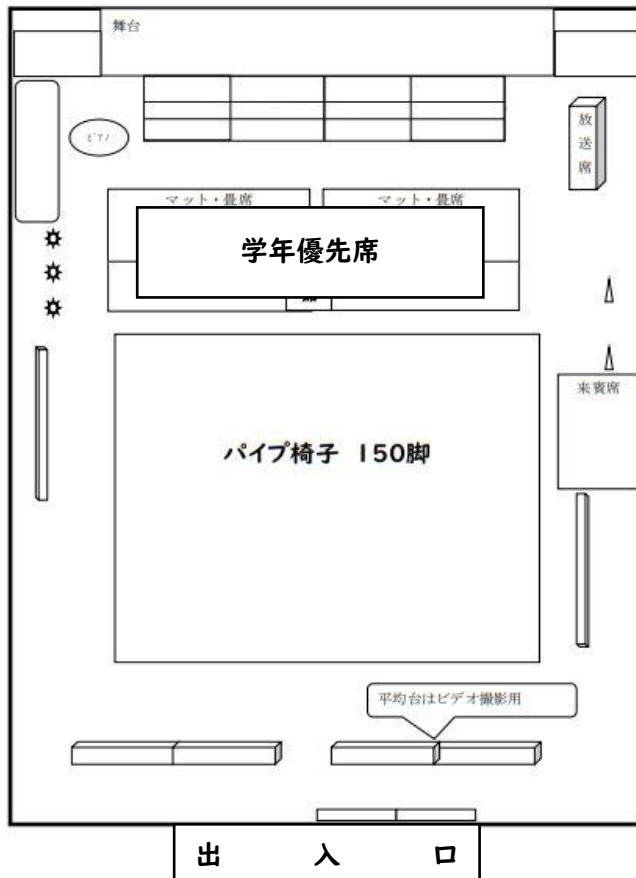 舞台
ピアノ
放送席
マット・畳席
マット・畳席
学年優先席
来賓席
パイプ椅子 150脚
平均台はビデオ撮影用
出 入 口